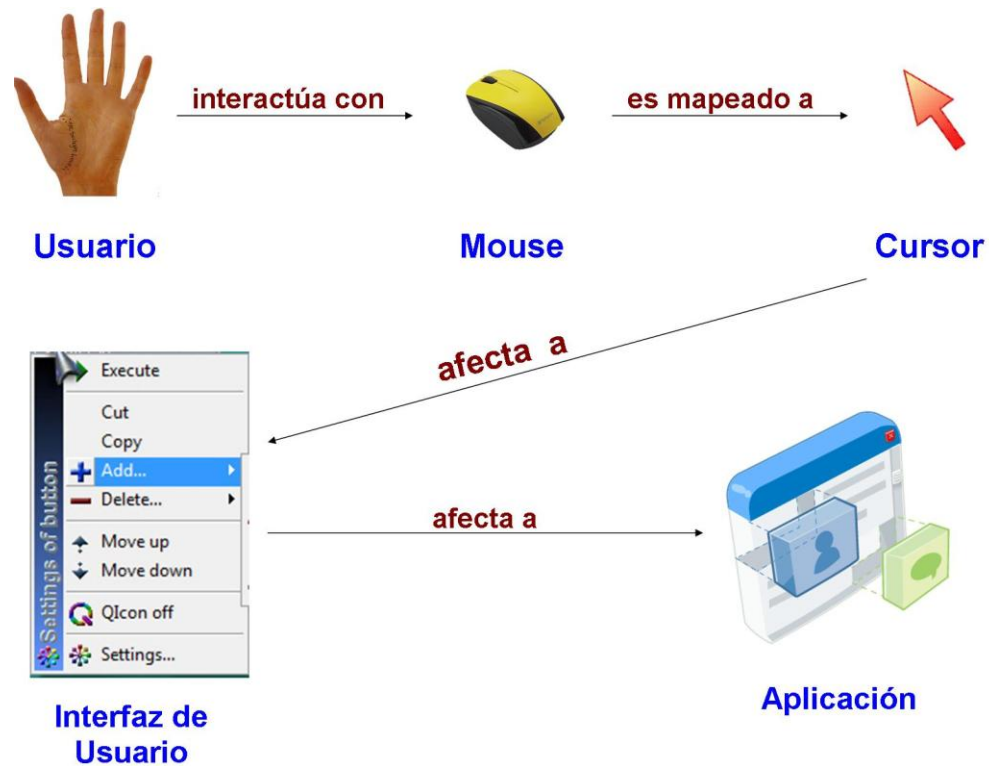 interactúa con
es mapeado a
Usuario
Mouse
Cursor
afecta a
Settings of button
Execute
Cut
Copy
Add...
Delete...
Move up
Move down
QIcon off
Settings...
afecta a
Interfaz de
Usuario
Aplicación